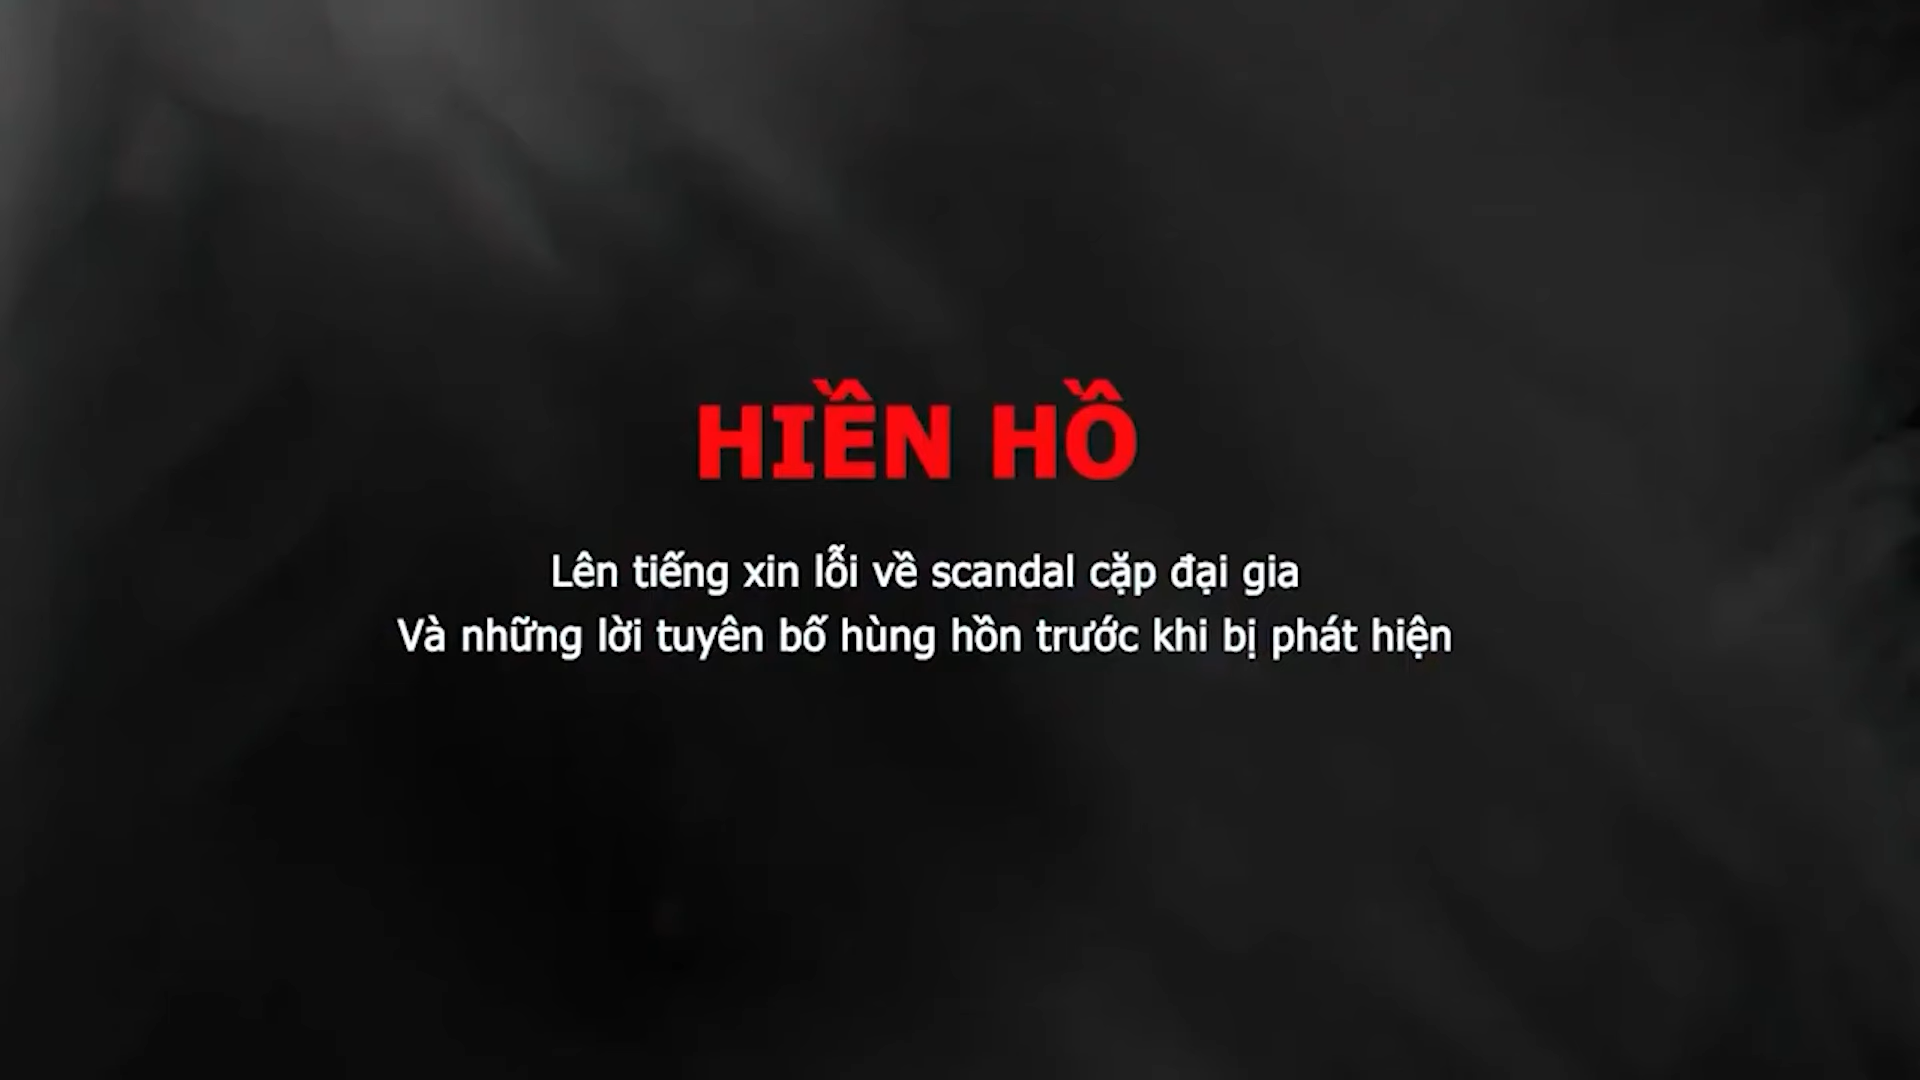 HIỀN HỒ
Lên tiếng xin lỗi về scandal cặp đại gia
Và những lời tuyên bố hùng hồn trước khi bị phát hiện